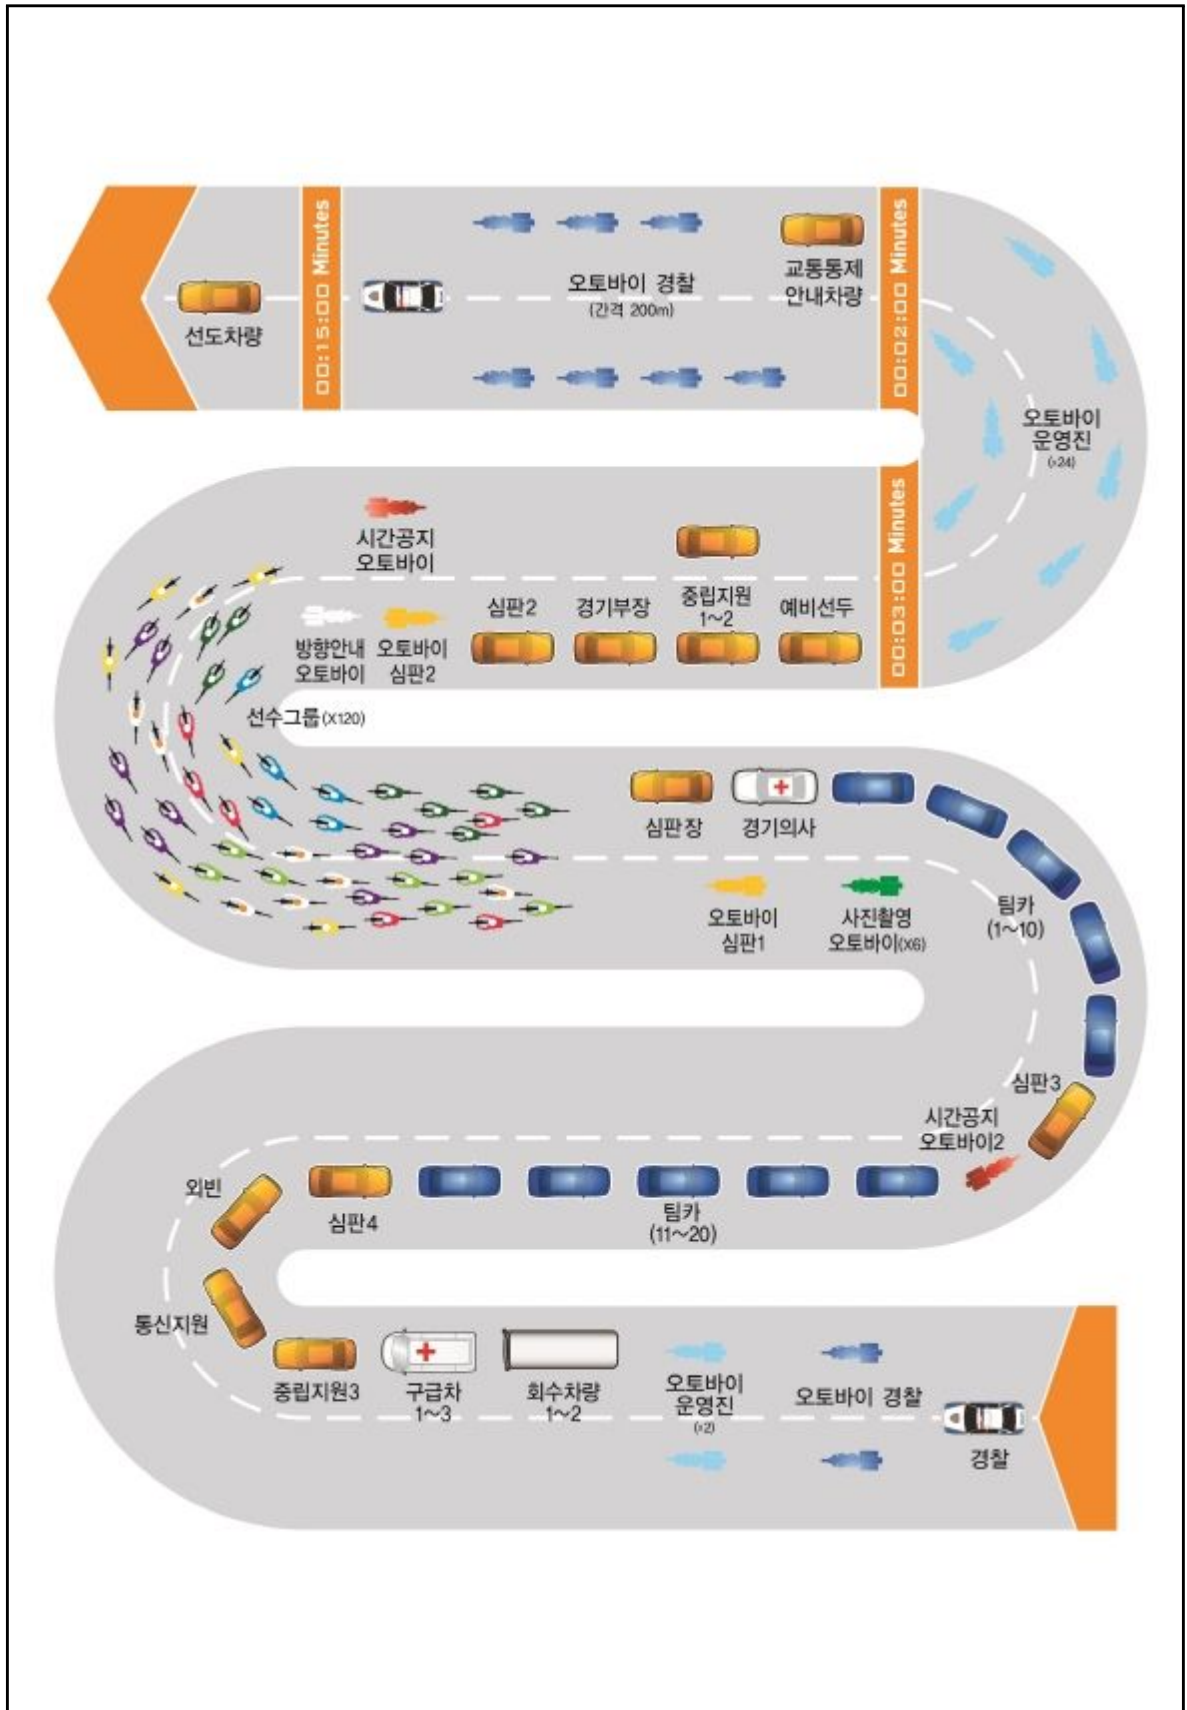 선도차량
00:15:00 Minutes
오토바이 경찰
(간격 200m)
교통통제
안내차량
00:02:00 Minutes
오토바이
운영진
(x24)
00:03:00 Minutes
시간공지
오토바이
방향안내
오토바이
오토바이
심판2
심판2
경기부장
중립지원
1~2
예비선두
선수그룹(X120)
심판장
경기의사
오토바이
심판1
사진촬영
오토바이(X6)
팀카
(1~10)
심판3
시간공지
오토바이2
팀카
(11~20)
심판4
외빈
통신지원
중립지원3
구급차
1~3
회수차량
1~2
오토바이
운영진
(x2)
오토바이 경찰
경찰